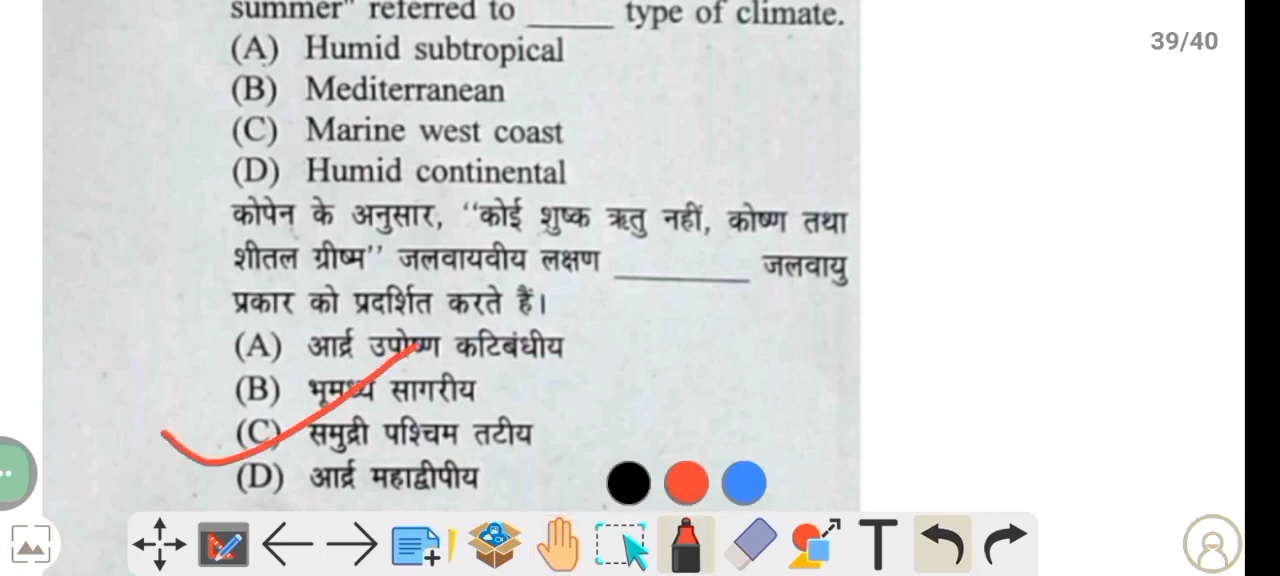 summer" referred to ______ type of climate.
39/40
(A) Humid subtropical
(B) Mediterranean
(C) Marine west coast
(D) Humid continental
कोपेन के अनुसार, “कोई शुष्क ऋतु नहीं, कोष्ण तथा
शीतल ग्रीष्म” जलवायवीय लक्षण ________ जलवायु
प्रकार को प्रदर्शित करते हैं।
(A) आर्द्र उपोष्ण कटिबंधीय
(B) भूमध्य सागरीय
(C) समुद्री पश्चिम तटीय
(D) आर्द्र महाद्वीपीय
T